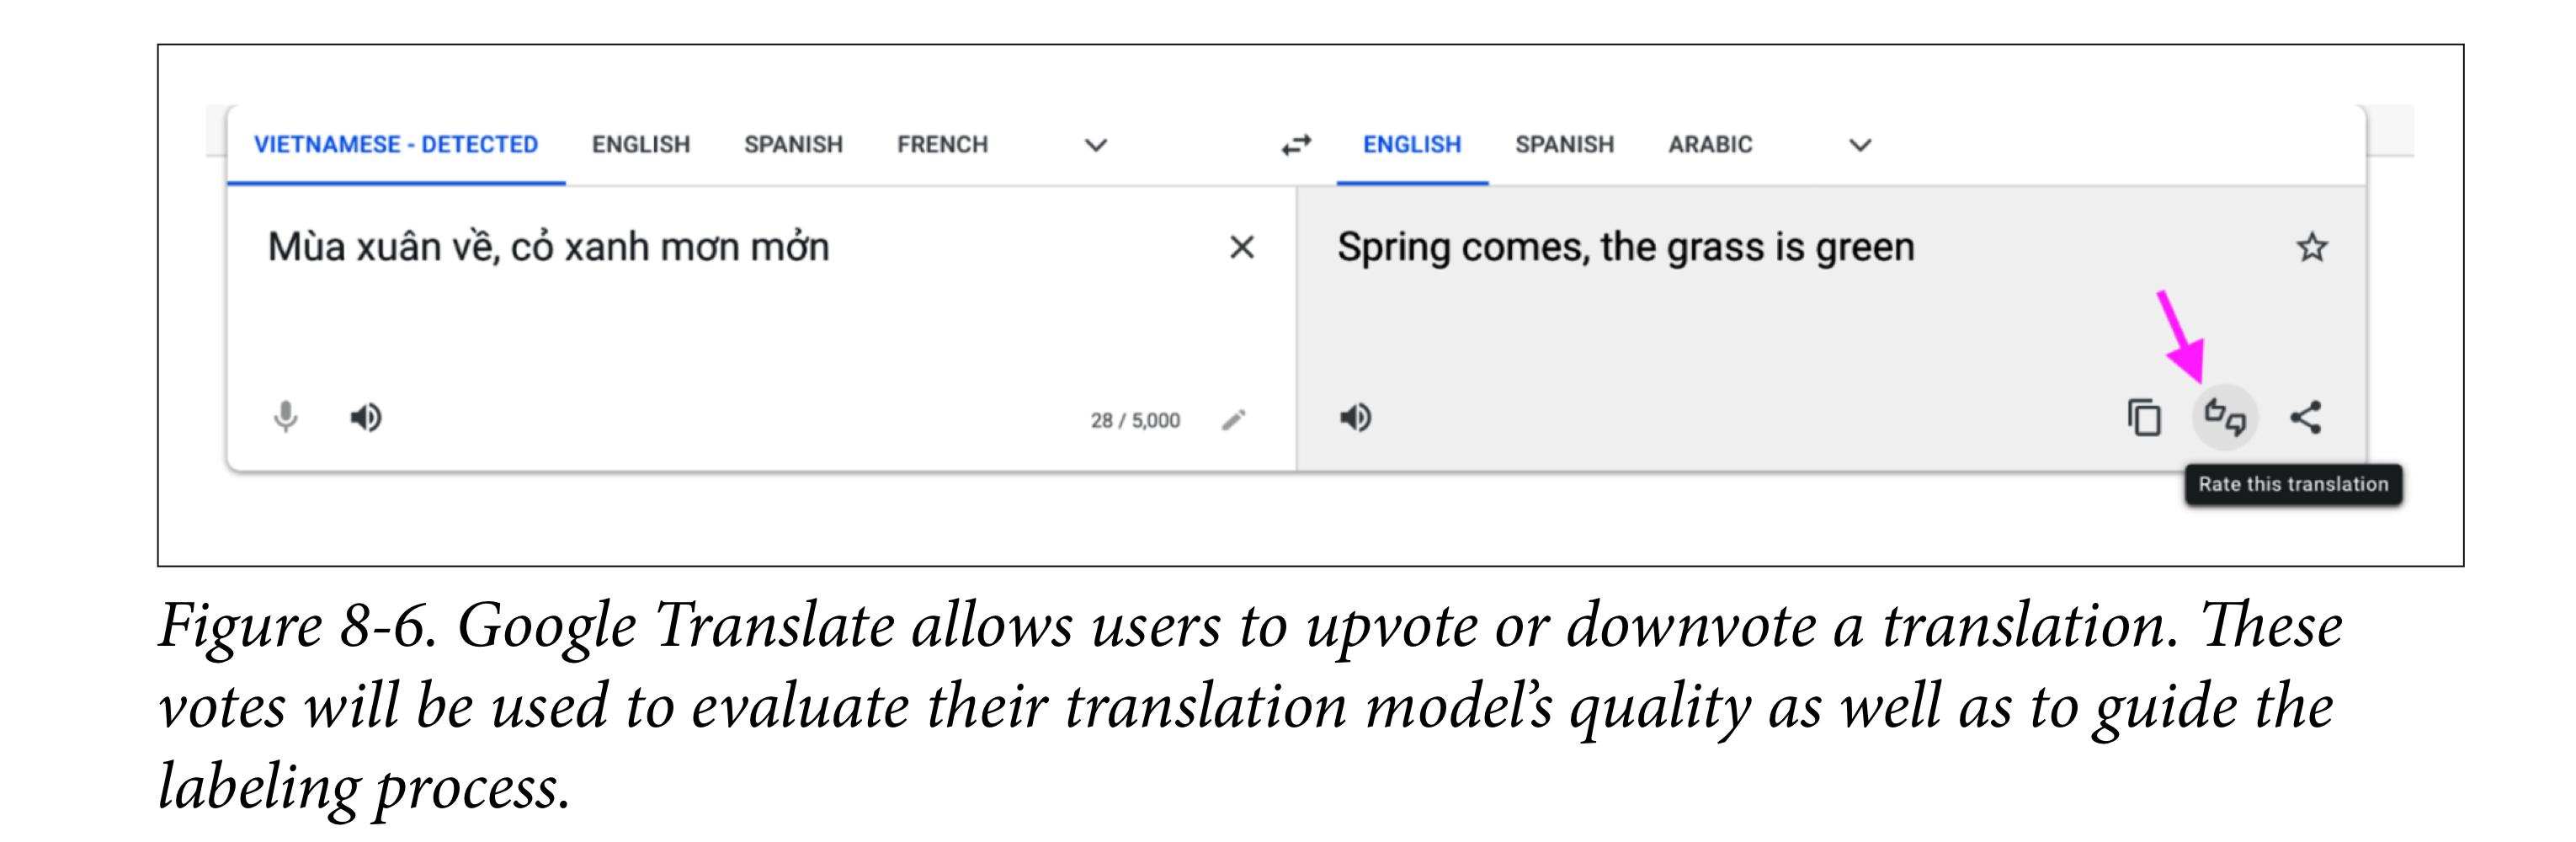 VIETNAMESE - DETECTED ENGLISH SPANISH FRENCH ENGLISH SPANISH ARABIC
Mùa xuân về, cỏ xanh mơn mởn
Spring comes, the grass is green
28 / 5,000
Rate this translation
Figure 8-6. Google Translate allows users to upvote or downvote a translation. These
votes will be used to evaluate their translation model’s quality as well as to guide the
labeling process.